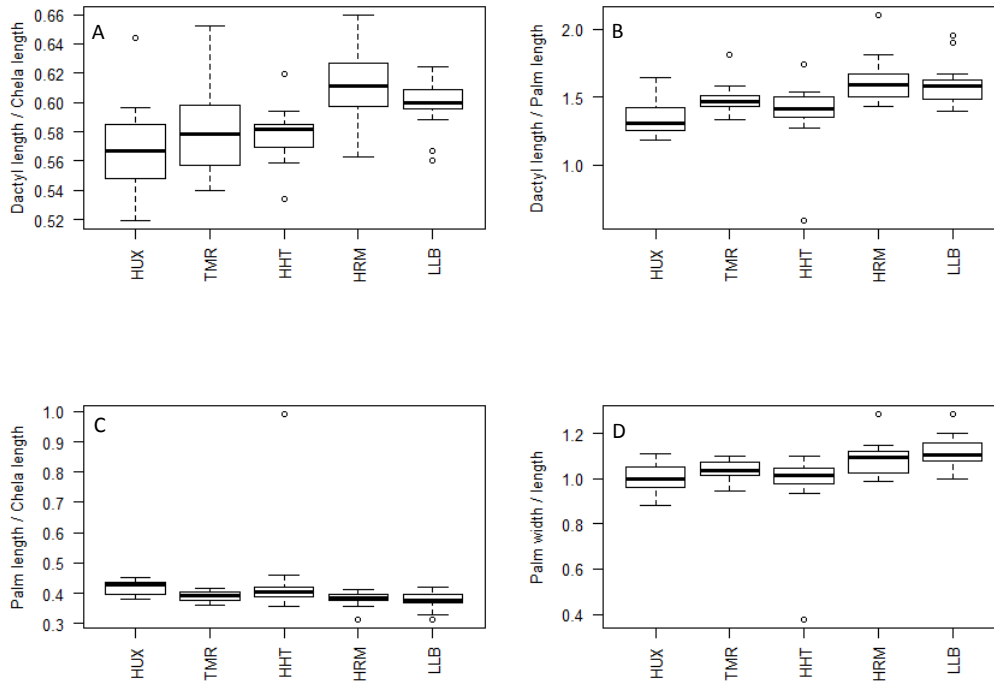 A
Dactyl length / Chela length
0.66
0.64
0.62
0.60
0.58
0.56
0.54
0.52
HUX
TMR
HHT
HRM
LLB
B
Dactyl length / Palm length
2.0
1.5
1.0
HUX
TMR
HHT
HRM
LLB
C
Palm length / Chela length
1.0
0.9
0.8
0.7
0.6
0.5
0.4
0.3
HUX
TMR
HHT
HRM
LLB
D
Palm width / length
1.2
1.0
0.8
0.6
0.4
HUX
TMR
HHT
HRM
LLB